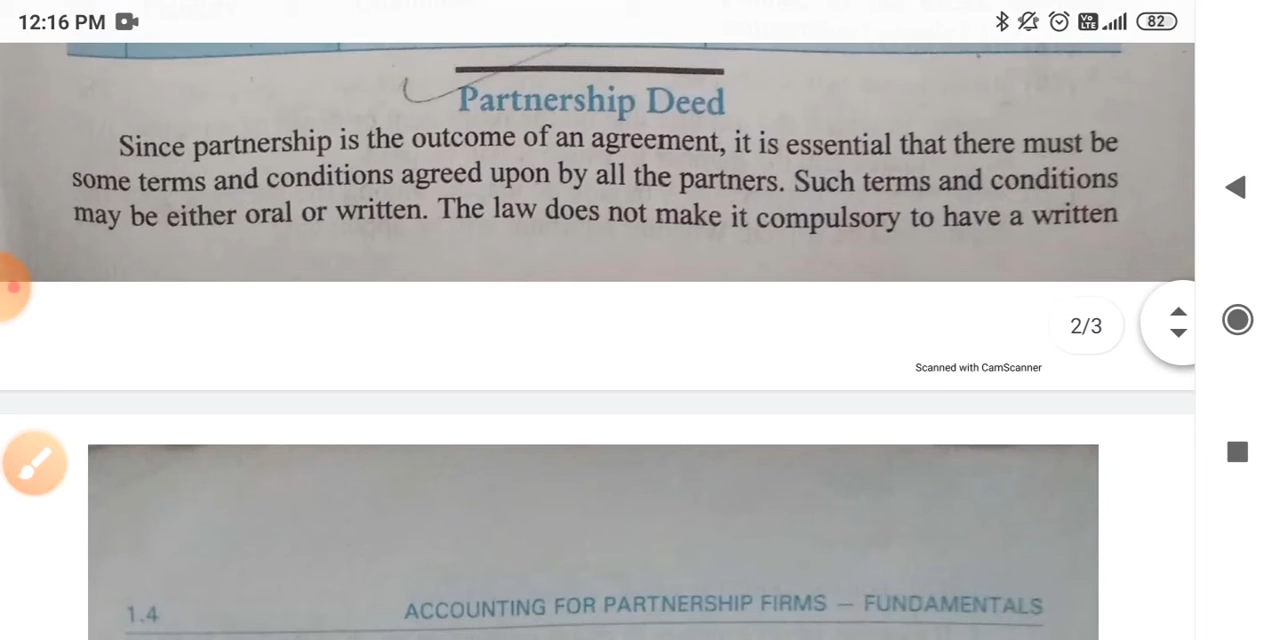 12:16 PM
Vo LTE
82
Partnership Deed
Since partnership is the outcome of an agreement, it is essential that there must be
some terms and conditions agreed upon by all the partners. Such terms and conditions
may be either oral or written. The law does not make it compulsory to have a written
2/3
Scanned with CamScanner
1.4 ACCOUNTING FOR PARTNERSHIP FIRMS — FUNDAMENTALS